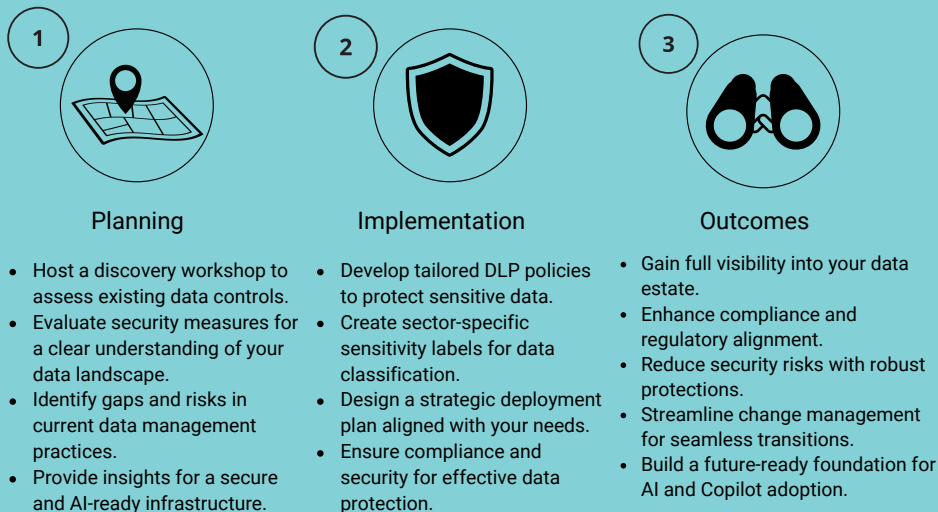 1
Planning
• Host a discovery workshop to
assess existing data controls.
• Evaluate security measures for
a clear understanding of your
data landscape.
• Identify gaps and risks in
current data management
practices.
• Provide insights for a secure
and AI-ready infrastructure.
2
Implementation
• Develop tailored DLP policies
to protect sensitive data.
• Create sector-specific
sensitivity labels for data
classification.
• Design a strategic deployment
plan aligned with your needs.
• Ensure compliance and
security for effective data
protection.
3
Outcomes
• Gain full visibility into your data
estate.
• Enhance compliance and
regulatory alignment.
• Reduce security risks with robust
protections.
• Streamline change management
for seamless transitions.
• Build a future-ready foundation for
AI and Copilot adoption.